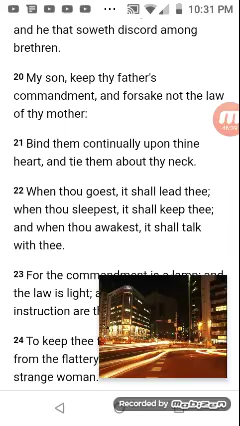 10:31 PM
and he that soweth discord among
brethren.
20 My son, keep thy father's
commandment, and forsake not the law
of thy mother:
46:39
21 Bind them continually upon thine
heart, and tie them about thy neck.
22 When thou goest, it shall lead thee;
when thou sleepest, it shall keep thee;
and when thou awakest, it shall talk
with thee.
23 For the commandment is a lamp; and
the law is light;
instruction are
24 To keep thee
from the flattery
strange woman.
Recorded by mobizen